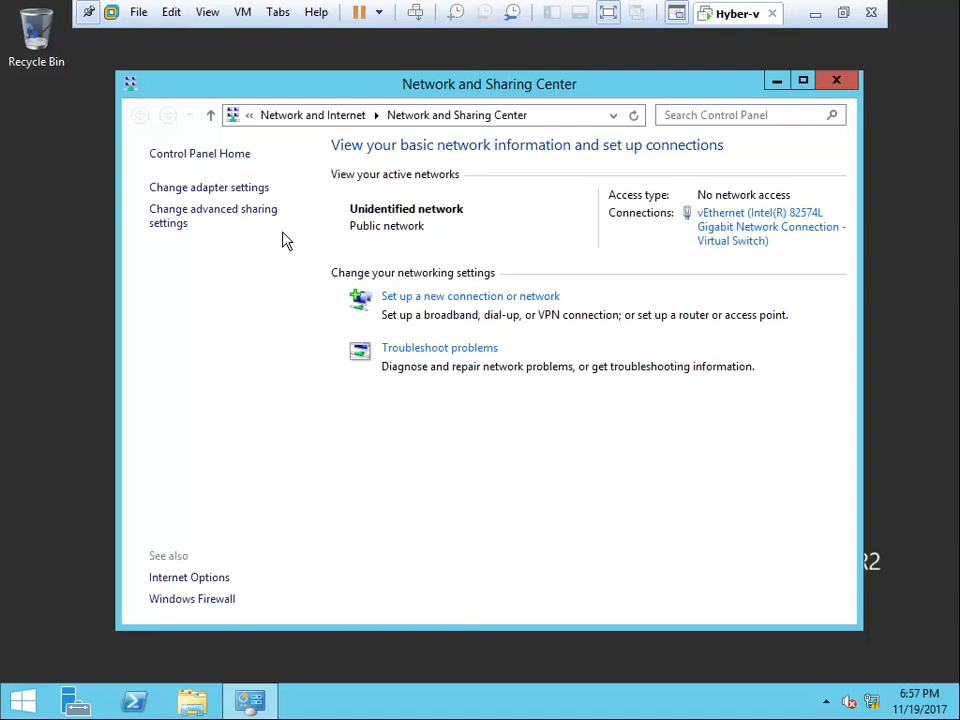 File Edit View VM Tabs Help
Hyber-v
Recycle Bin
Network and Sharing Center
« Network and Internet Network and Sharing Center
Search Control Panel
Control Panel Home
Change adapter settings
Change advanced sharing
settings
View your basic network information and set up connections
View your active networks
Unidentified network
Public network
Access type: No network access
Connections: vEthernet (Intel(R) 82574L
Gigabit Network Connection -
Virtual Switch)
Change your networking settings
Set up a new connection or network
Set up a broadband, dial-up, or VPN connection; or set up a router or access point.
Troubleshoot problems
Diagnose and repair network problems, or get troubleshooting information.
See also
Internet Options
Windows Firewall
R2
6:57 PM
11/19/2017